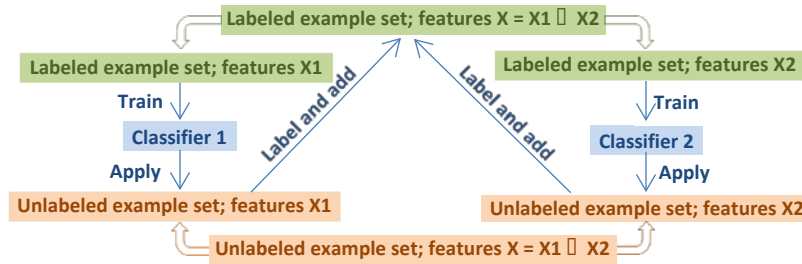 Labeled example set; features X = X1 ▯ X2
Labeled example set; features X1
Labeled example set; features X2
Train
Label and add
Label and add
Train
Classifier 1
Classifier 2
Apply
Apply
Unlabeled example set; features X1
Unlabeled example set; features X2
Unlabeled example set; features X = X1 ▯ X2